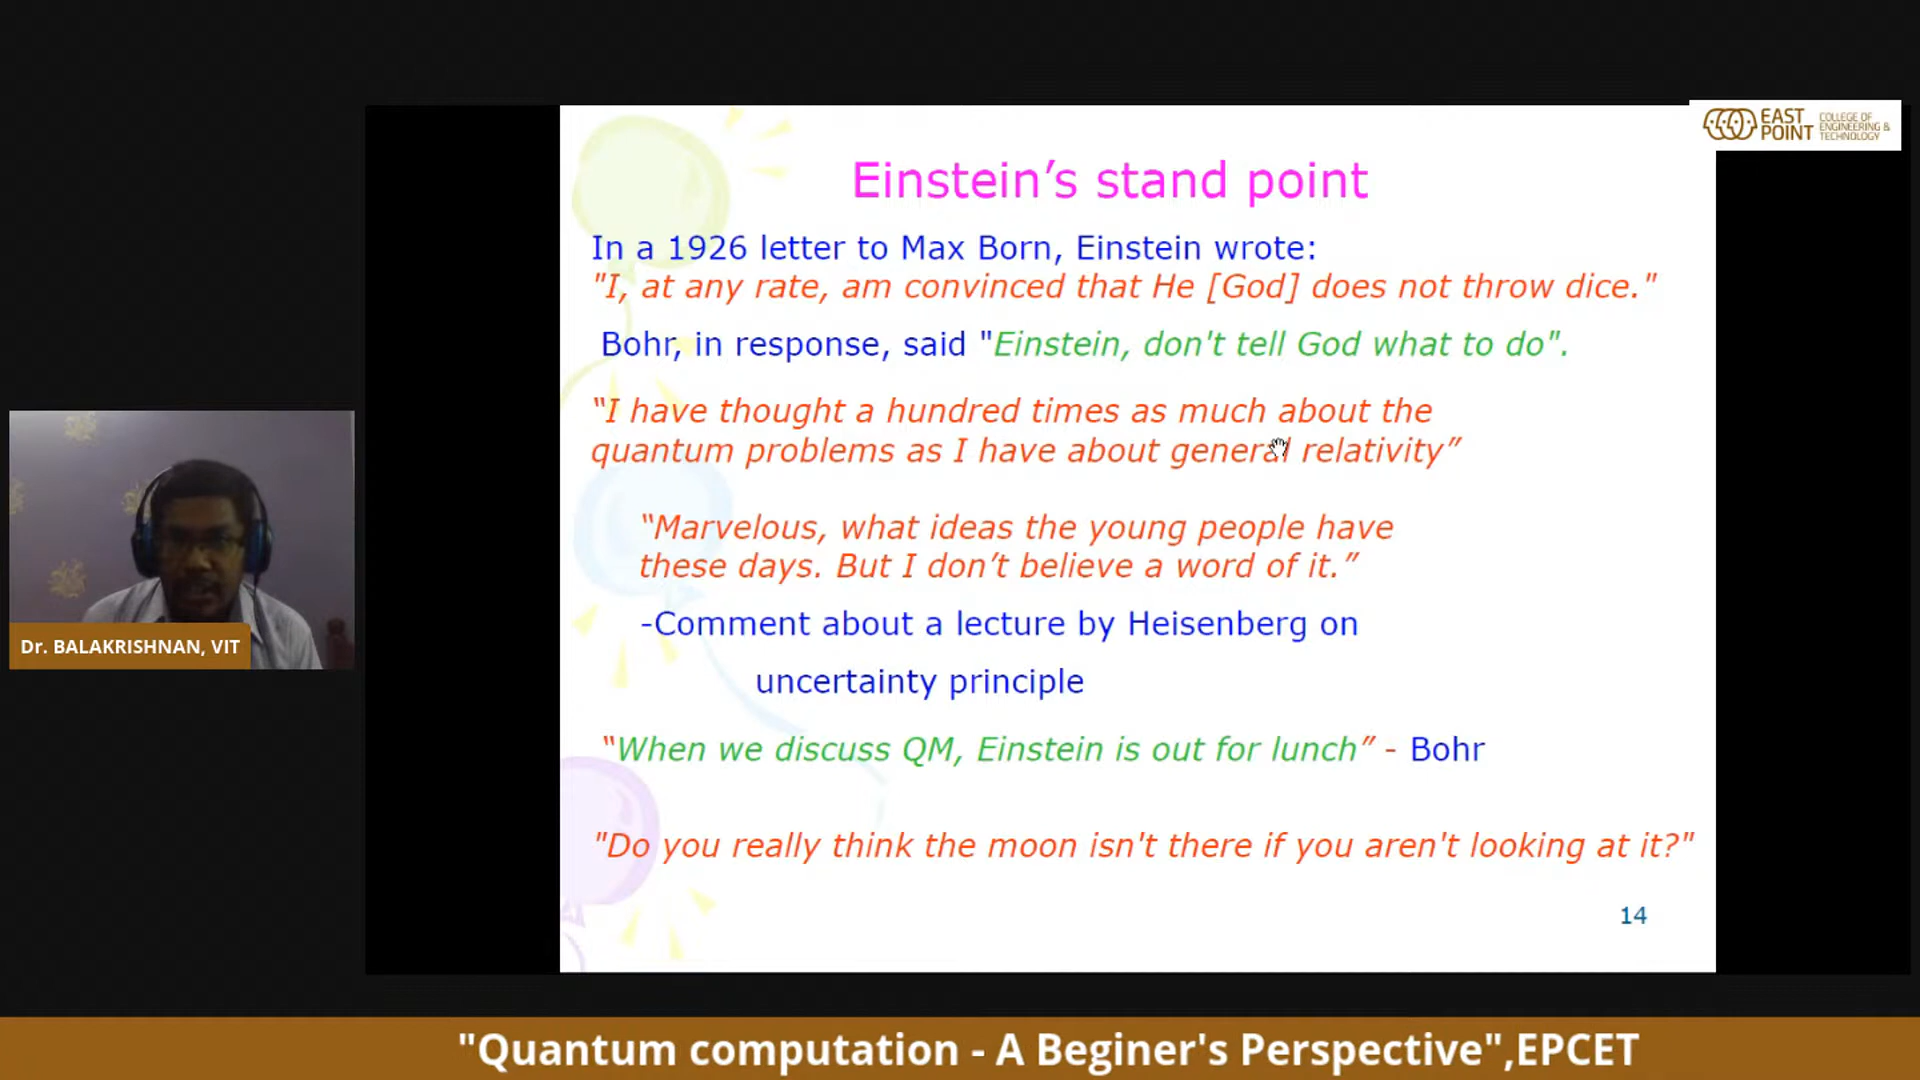 EAST
POINT
COLLEGE OF
ENGINEERING &
TECHNOLOGY
Einstein’s stand point
In a 1926 letter to Max Born, Einstein wrote:
"I, at any rate, am convinced that He [God] does not throw dice."
Bohr, in response, said "Einstein, don't tell God what to do".
“I have thought a hundred times as much about the
quantum problems as I have about general relativity”
“Marvelous, what ideas the young people have
these days. But I don’t believe a word of it.”
-Comment about a lecture by Heisenberg on
uncertainty principle
“When we discuss QM, Einstein is out for lunch” - Bohr
"Do you really think the moon isn't there if you aren't looking at it?"
14
Dr. BALAKRISHNAN, VIT
"Quantum computation - A Beginer's Perspective",EPCET